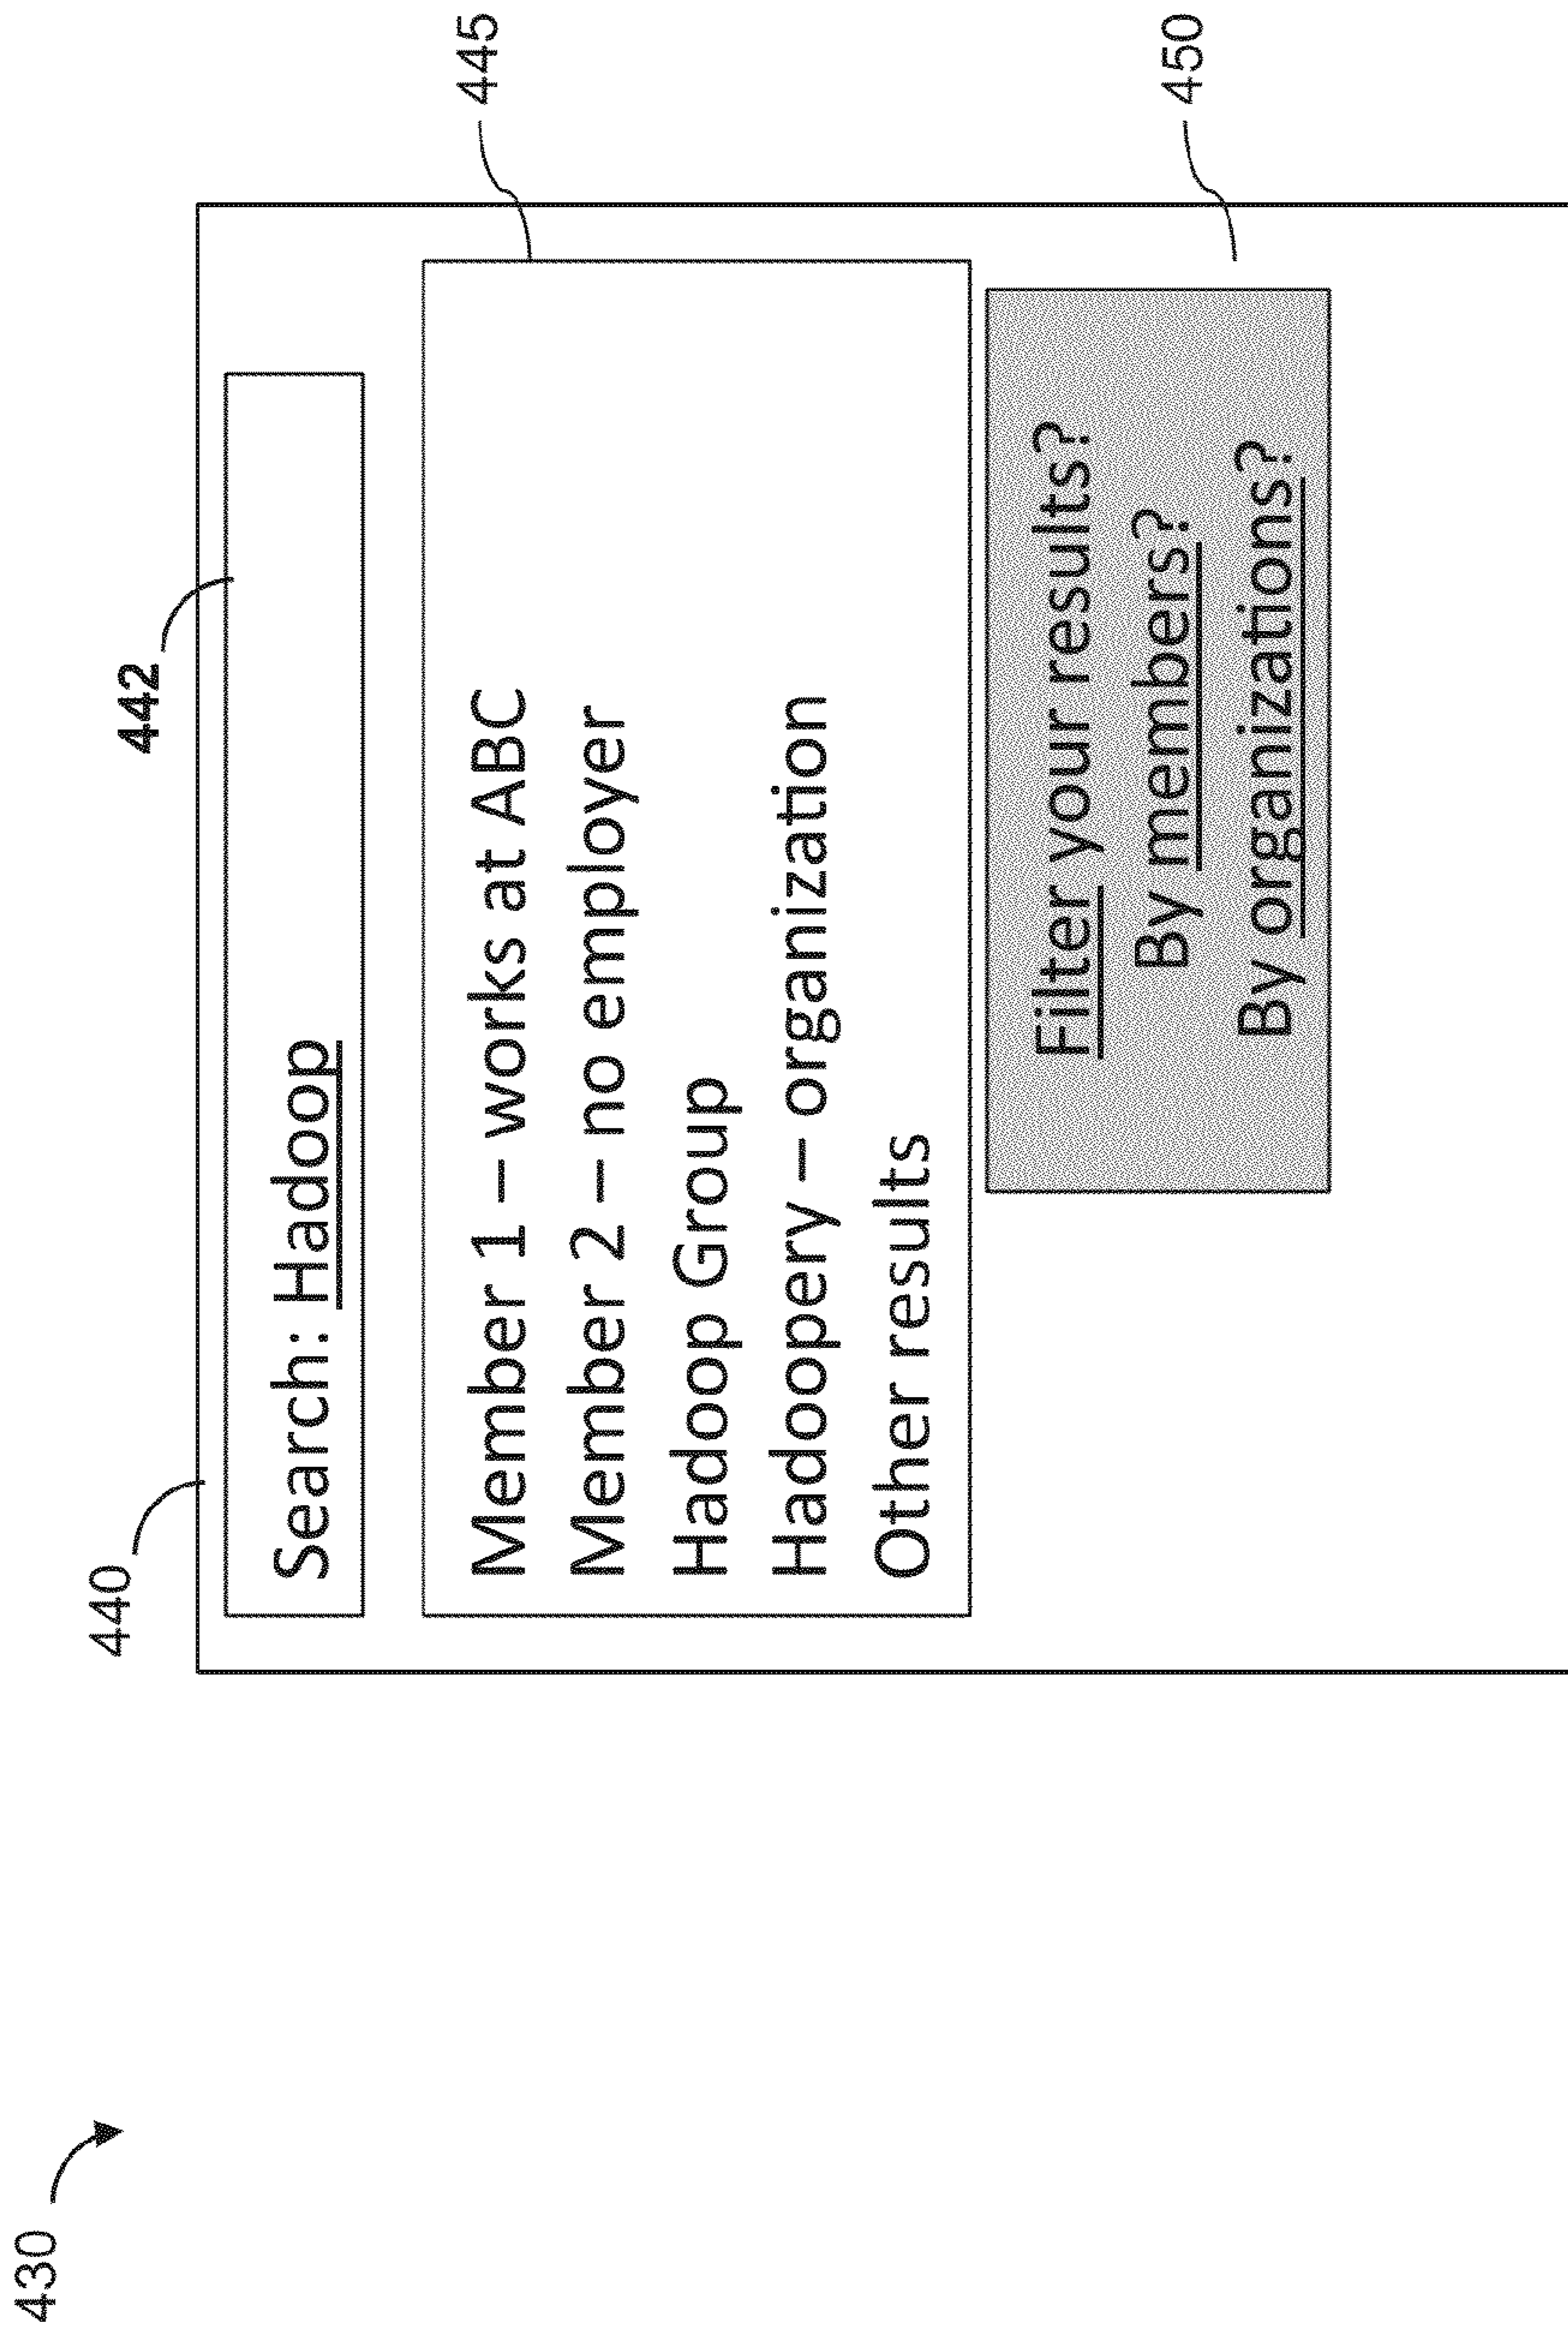 430
440
442
Search: Hadoop
445
Member 1 – works at ABC
Member 2 – no employer
Hadoop Group
Hadoopery – organization
Other results
450
Filter your results?
By members?
By organizations?